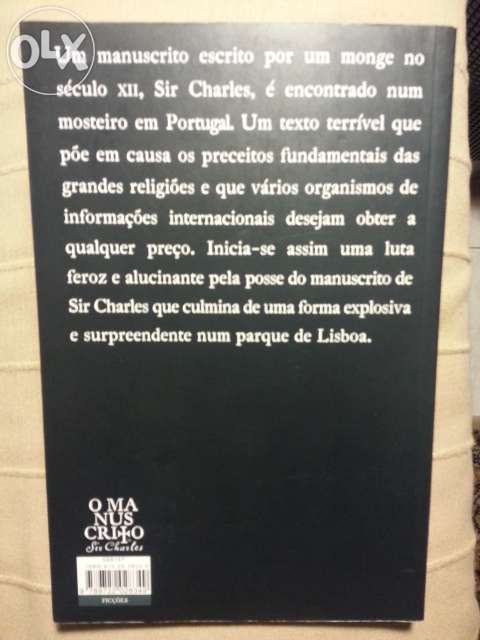 OLX
Um manuscrito escrito por um monge no
século XII, Sir Charles, é encontrado num
mosteiro em Portugal. Um texto terrível que
põe em causa os preceitos fundamentais das
grandes religiões e que vários organismos de
informações internacionais desejam obter a
qualquer preço. Inicia-se assim uma luta
feroz e alucinante pela posse do manuscrito de
Sir Charles que culmina de uma forma explosiva
e surpreendente num parque de Lisboa.
O MA
NUS
CRITO
Sir Charles
FICÇÕES